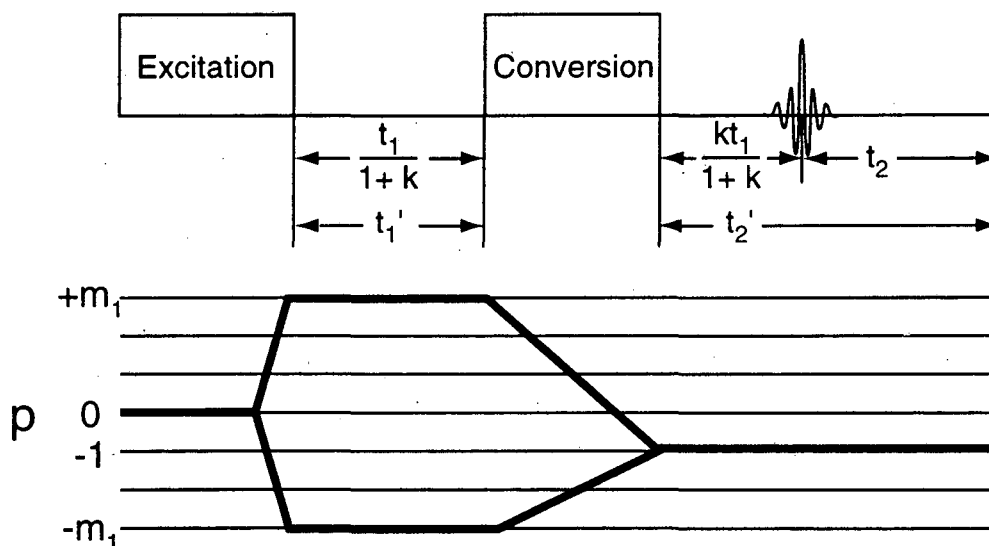 Excitation
Conversion
t₁
1 + k
kt₁
1 + k
t₂
t₁'
t₂'
+m₁
p 0
-1
-m₁